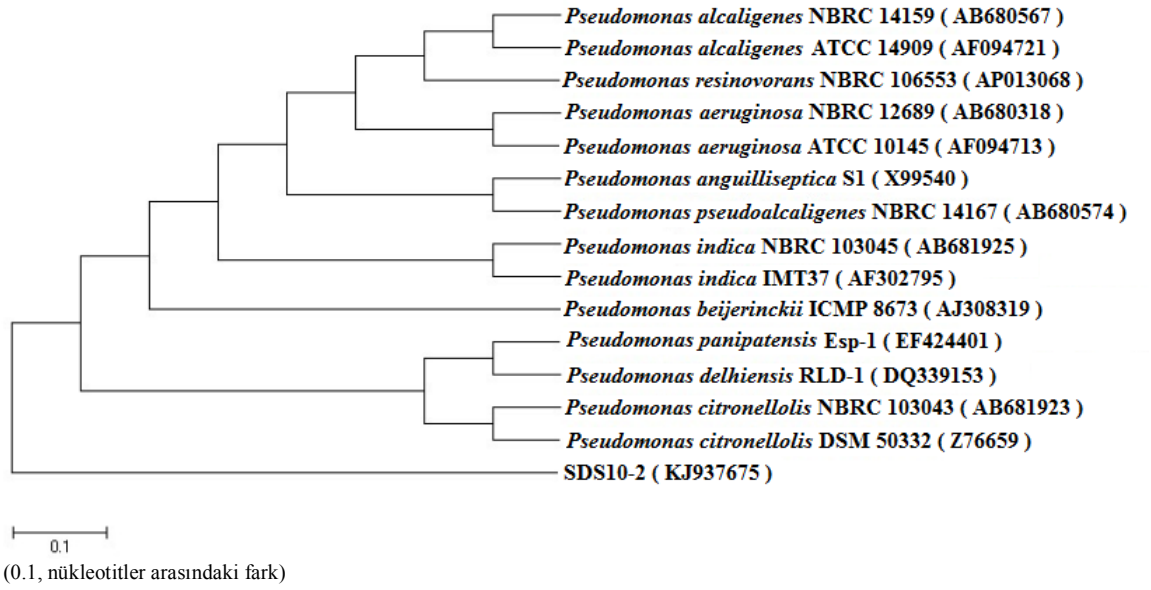 Pseudomonas alcaligenes NBRC 14159 ( AB680567 )
Pseudomonas alcaligenes ATCC 14909 ( AF094721 )
Pseudomonas resinovorans NBRC 106553 ( AP013068 )
Pseudomonas aeruginosa NBRC 12689 ( AB680318 )
Pseudomonas aeruginosa ATCC 10145 ( AF094713 )
Pseudomonas anguilliseptica S1 ( X99540 )
Pseudomonas pseudoalcaligenes NBRC 14167 ( AB680574 )
Pseudomonas indica NBRC 103045 ( AB681925 )
Pseudomonas indica IMT37 ( AF302795 )
Pseudomonas beijerinckii ICMP 8673 ( AJ308319 )
Pseudomonas panipatensis Esp-1 ( EF424401 )
Pseudomonas delhiensis RLD-1 ( DQ339153 )
Pseudomonas citronellolis NBRC 103043 ( AB681923 )
Pseudomonas citronellolis DSM 50332 ( Z76659 )
SDS10-2 ( KJ937675 )
0.1
(0.1, nükleotitler arasındaki fark)